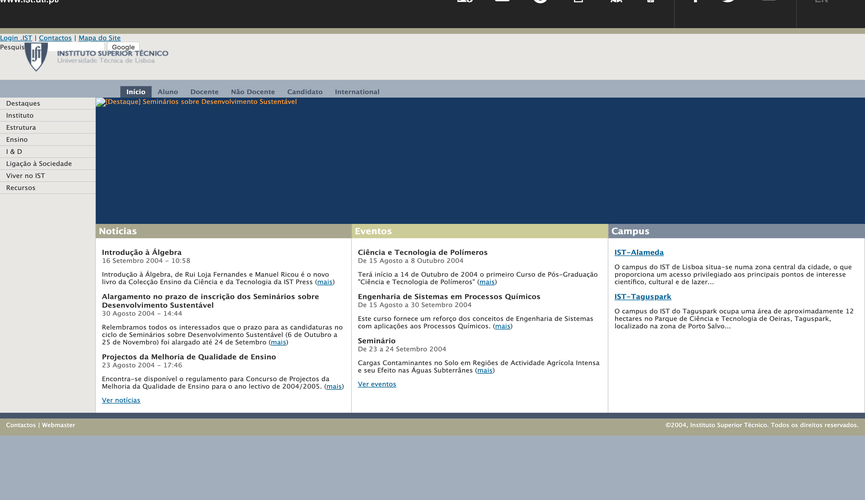 www.ist.utl.pt/
EN
Login .IST | Contactos | Mapa do Site
Pesquis
Google
INSTITUTO SUPERIOR TÉCNICO
Universidade Técnica de Lisboa
Início Aluno Docente Não Docente Candidato International
Destaques
Instituto
Estrutura
Ensino
I & D
Ligação à Sociedade
Viver no IST
Recursos
[Destaque] Seminários sobre Desenvolvimento Sustentável
Notícias
Introdução à Álgebra
16 Setembro 2004 - 10:58
Introdução à Álgebra, de Rui Loja Fernandes e Manuel Ricou é o novo
livro da Colecção Ensino da Ciência e da Tecnologia da IST Press (mais)
Alargamento no prazo de inscrição dos Seminários sobre
Desenvolvimento Sustentável
30 Agosto 2004 - 14:44
Relembramos todos os interessados que o prazo para as candidaturas no
ciclo de Seminários sobre Desenvolvimento Sustentável (6 de Outubro a
25 de Novembro) foi alargado até 24 de Setembro (mais)
Projectos da Melhoria de Qualidade de Ensino
23 Agosto 2004 - 17:46
Encontra-se disponível o regulamento para Concurso de Projectos da
Melhoria da Qualidade de Ensino para o ano lectivo de 2004/2005. (mais)
Ver notícias
Eventos
Ciência e Tecnologia de Polímeros
De 15 Agosto a 8 Outubro 2004
Terá início a 14 de Outubro de 2004 o primeiro Curso de Pós-Graduação
"Ciência e Tecnologia de Polímeros" (mais)
Engenharia de Sistemas em Processos Químicos
De 15 Agosto a 30 Setembro 2004
Este curso fornece um reforço dos conceitos de Engenharia de Sistemas
com aplicações aos Processos Químicos. (mais)
Seminário
De 23 a 24 Setembro 2004
Cargas Contaminantes no Solo em Regiões de Actividade Agrícola Intensa
e seu Efeito nas Águas Subterrânes (mais)
Ver eventos
Campus
IST-Alameda
O campus do IST de Lisboa situa-se numa zona central da cidade, o que
proporciona um acesso privilegiado aos principais pontos de interesse
científico, cultural e de lazer...
IST-Taguspark
O campus do IST do Taguspark ocupa uma área de aproximadamente 12
hectares no Parque de Ciência e Tecnologia de Oeiras, Taguspark,
localizado na zona de Porto Salvo...
Contactos | Webmaster
©2004, Instituto Superior Técnico. Todos os direitos reservados.